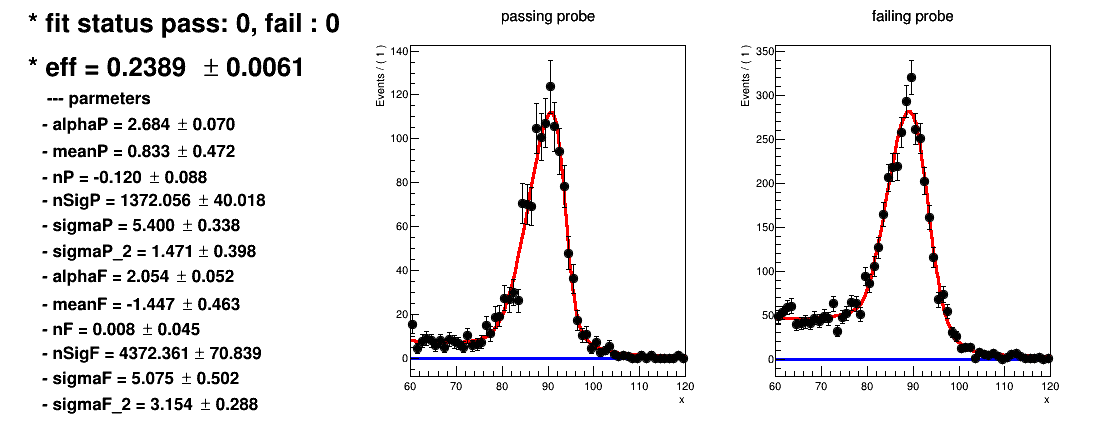 * fit status pass: 0, fail : 0
* eff = 0.2389 ± 0.0061
--- parmeters
- alphaP = 2.684 ± 0.070
- meanP = 0.833 ± 0.472
- nP = -0.120 ± 0.088
- nSigP = 1372.056 ± 40.018
- sigmaP = 5.400 ± 0.338
- sigmaP_2 = 1.471 ± 0.398
- alphaF = 2.054 ± 0.052
- meanF = -1.447 ± 0.463
- nF = 0.008 ± 0.045
- nSigF = 4372.361 ± 70.839
- sigmaF = 5.075 ± 0.502
- sigmaF_2 = 3.154 ± 0.288
passing probe
Events / ( 1 )
140
120
100
80
60
40
20
0
60 70 80 90 100 110 120
x
failing probe
Events / ( 1 )
350
300
250
200
150
100
50
0
60 70 80 90 100 110 120
x